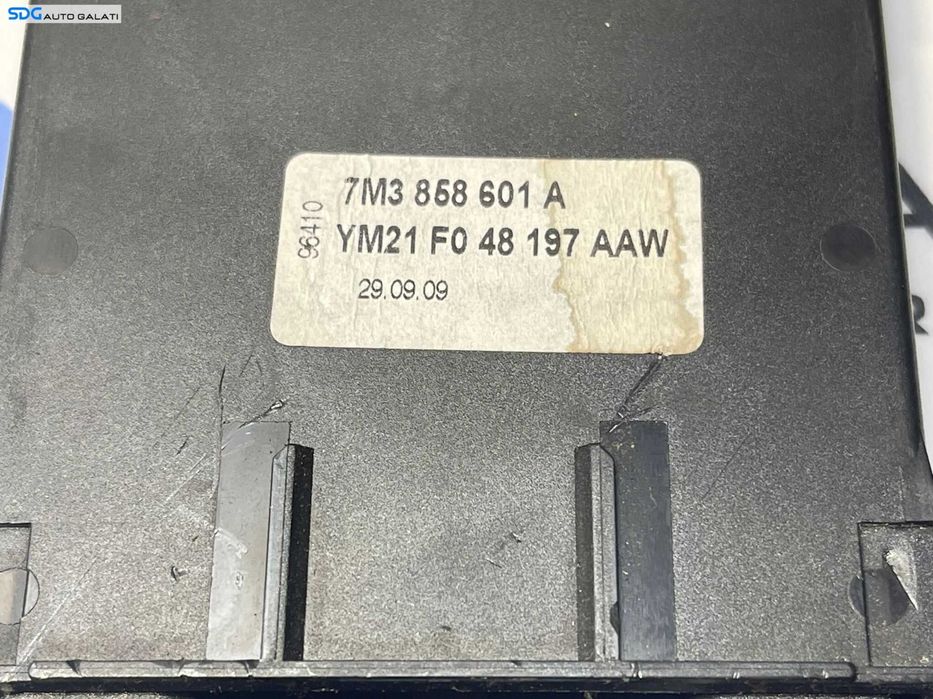 SDG AUTO GALATI
7M3 858 601 A
96410
YM21 F0 48 197 AAW
29.09.09